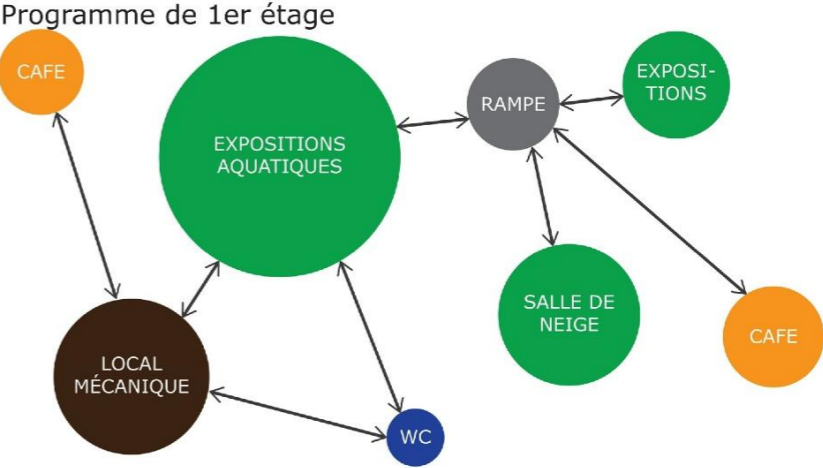 Programme de 1er étage
CAFE
EXPOSITIONS
AQUATIQUES
RAMPE
EXPOSI-
TIONS
SALLE DE
NEIGE
CAFE
LOCAL
MÉCANIQUE
WC